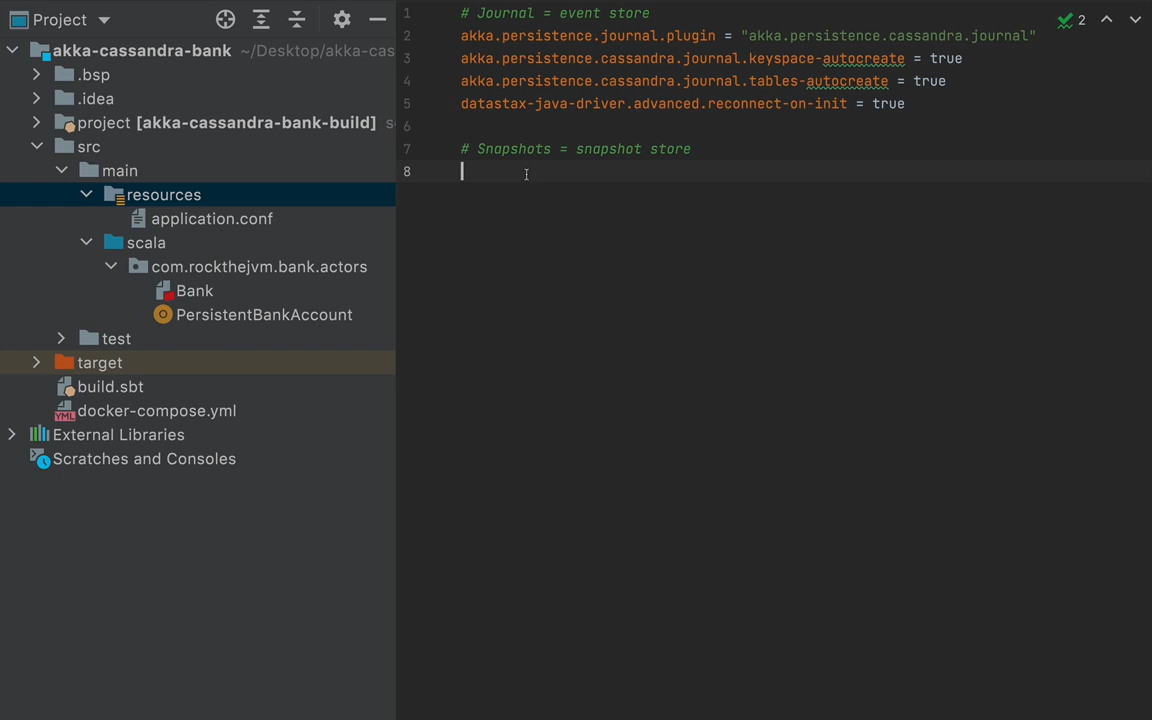 Project
akka-cassandra-bank ~/Desktop/akka-cas
.bsp
.idea
project [akka-cassandra-bank-build] s
src
main
resources
application.conf
scala
com.rockthejvm.bank.actors
Bank
PersistentBankAccount
test
target
build.sbt
docker-compose.yml
External Libraries
Scratches and Consoles
1 # Journal = event store
2 akka.persistence.journal.plugin = "akka.persistence.cassandra.journal"
3 akka.persistence.cassandra.journal.keyspace-autocreate = true
4 akka.persistence.cassandra.journal.tables-autocreate = true
5 datastax-java-driver.advanced.reconnect-on-init = true
6
7 # Snapshots = snapshot store
8
2